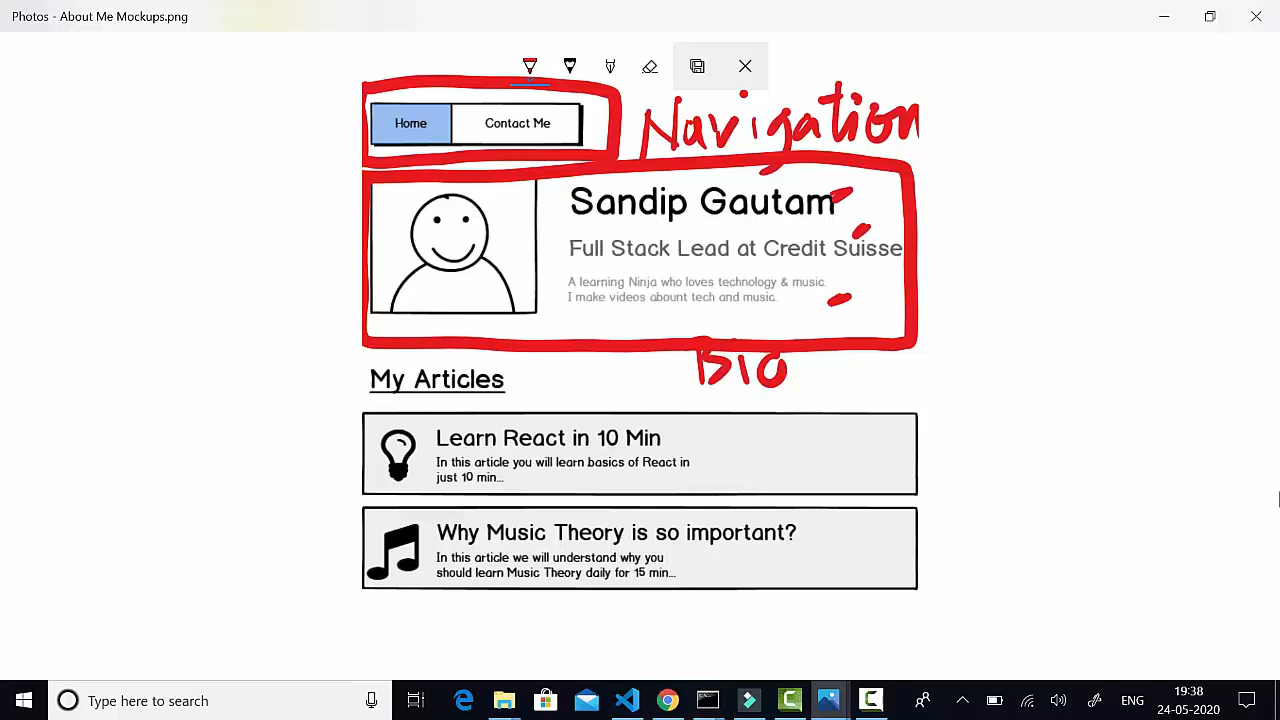 Photos - About Me Mockups.png
Navigation
Home
Contact Me
Sandip Gautam
Full Stack Lead at Credit Suisse
A learning Ninja who loves technology & music.
I make videos abount tech and music.
Bio
My Articles
Learn React in 10 Min
In this article you will learn basics of React in
just 10 min...
Why Music Theory is so important?
In this article we will understand why you
should learn Music Theory daily for 15 min...
Type here to search
ENG
19:38
24-05-2020